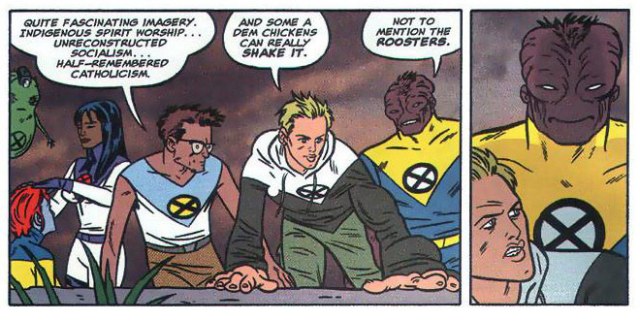 QUITE FASCINATING IMAGERY.
INDIGENOUS SPIRIT WORSHIP...
UNRECONSTRUCTED
SOCIALISM...
HALF-REMEMBERED
CATHOLICISM.
AND SOME A
DEM CHICKENS
CAN REALLY
SHAKE IT.
NOT TO
MENTION THE
ROOSTERS.